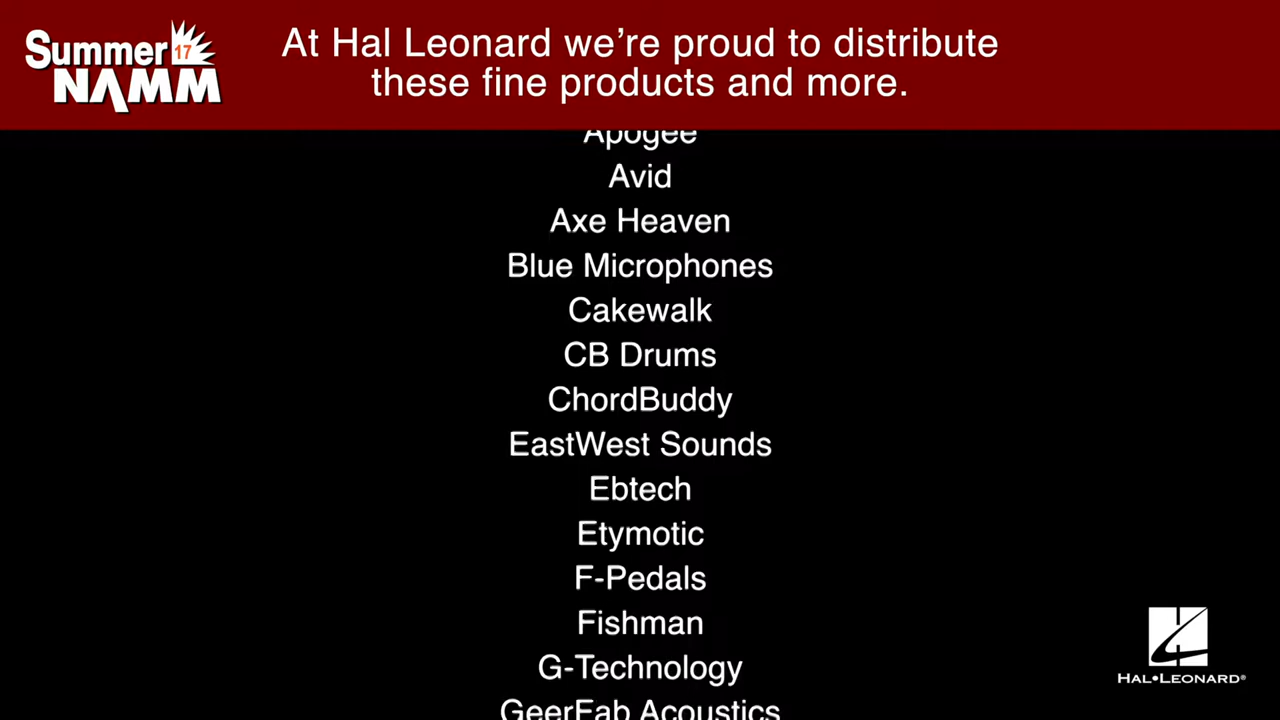 Summer 17
NAMM
At Hal Leonard we're proud to distribute
these fine products and more.
Apogee
Avid
Axe Heaven
Blue Microphones
Cakewalk
CB Drums
ChordBuddy
EastWest Sounds
Ebtech
Etymotic
F-Pedals
Fishman
G-Technology
GeerFab Acoustics
HAL•LEONARD®